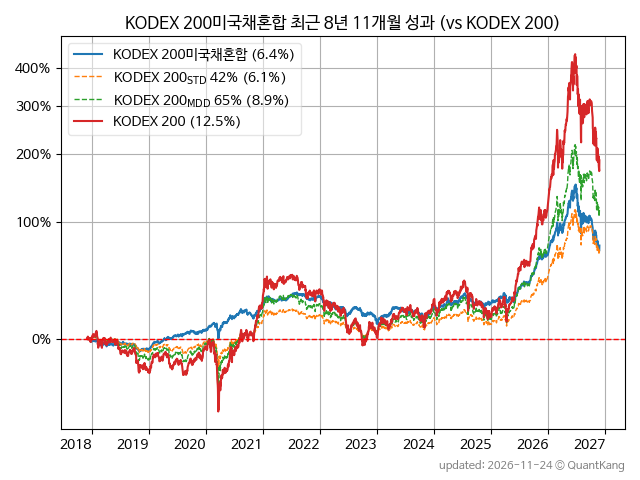 KODEX 200미국채혼합 최근 8년 11개월 성과 (vs KODEX 200)
KODEX 200미국채혼합 (6.4%)
KODEX 200STD 42% (6.1%)
KODEX 200MDD 65% (8.9%)
KODEX 200 (12.5%)
400%
300%
200%
100%
0%
2018 2019 2020 2021 2022 2023 2024 2025 2026 2027
updated: 2026-11-24 © QuantKang